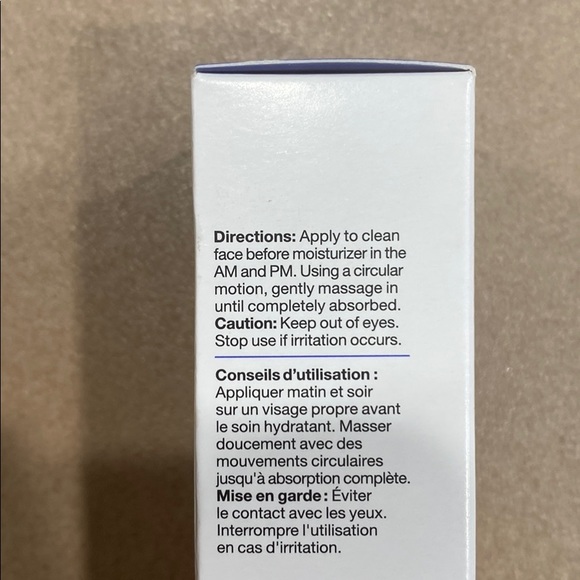 Directions: Apply to clean
face before moisturizer in the
AM and PM. Using a circular
motion, gently massage in
until completely absorbed.
Caution: Keep out of eyes.
Stop use if irritation occurs.
Conseils d'utilisation :
Appliquer matin et soir
sur un visage propre avant
le soin hydratant. Masser
doucement avec des
mouvements circulaires
jusqu'à absorption complète.
Mise en garde : Éviter
le contact avec les yeux.
Interrompre l'utilisation
en cas d'irritation.